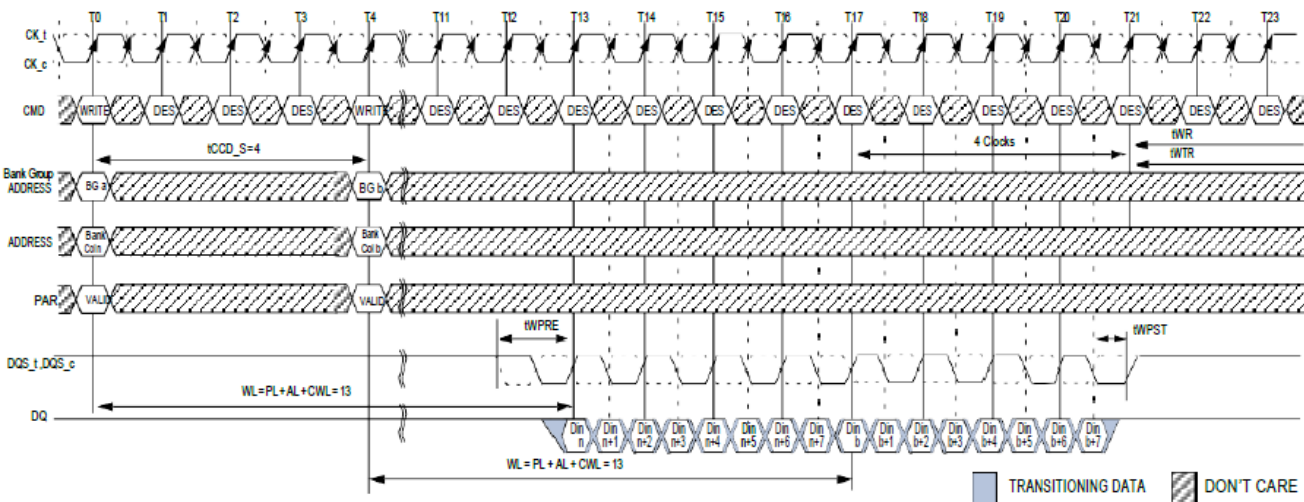 T0 T1 T2 T3 T4 T11 T12 T13 T14 T15 T16 T17 T18 T19 T20 T21 T22 T23
CK_t
CK_c
CMD WRITE DES DES DES WRITE DES DES DES DES DES DES DES DES DES DES DES DES DES
tCCD_S=4
4 Clocks
tWR
tWTR
Bank Group
ADDRESS
BG a
BG b
ADDRESS
Bank
Col n
Bank
Col b
PAR VALID VALID
tWPRE
tWPST
DQS_t ,DQS_c
WL = PL + AL + CWL = 13
DQ
Din n
Din n+1
Din n+2
Din n+3
Din n+4
Din n+5
Din n+6
Din n+7
Din b
Din b+1
Din b+2
Din b+3
Din b+4
Din b+5
Din b+6
Din b+7
WL = PL + AL + CWL = 13
TRANSITIONING DATA
DON'T CARE